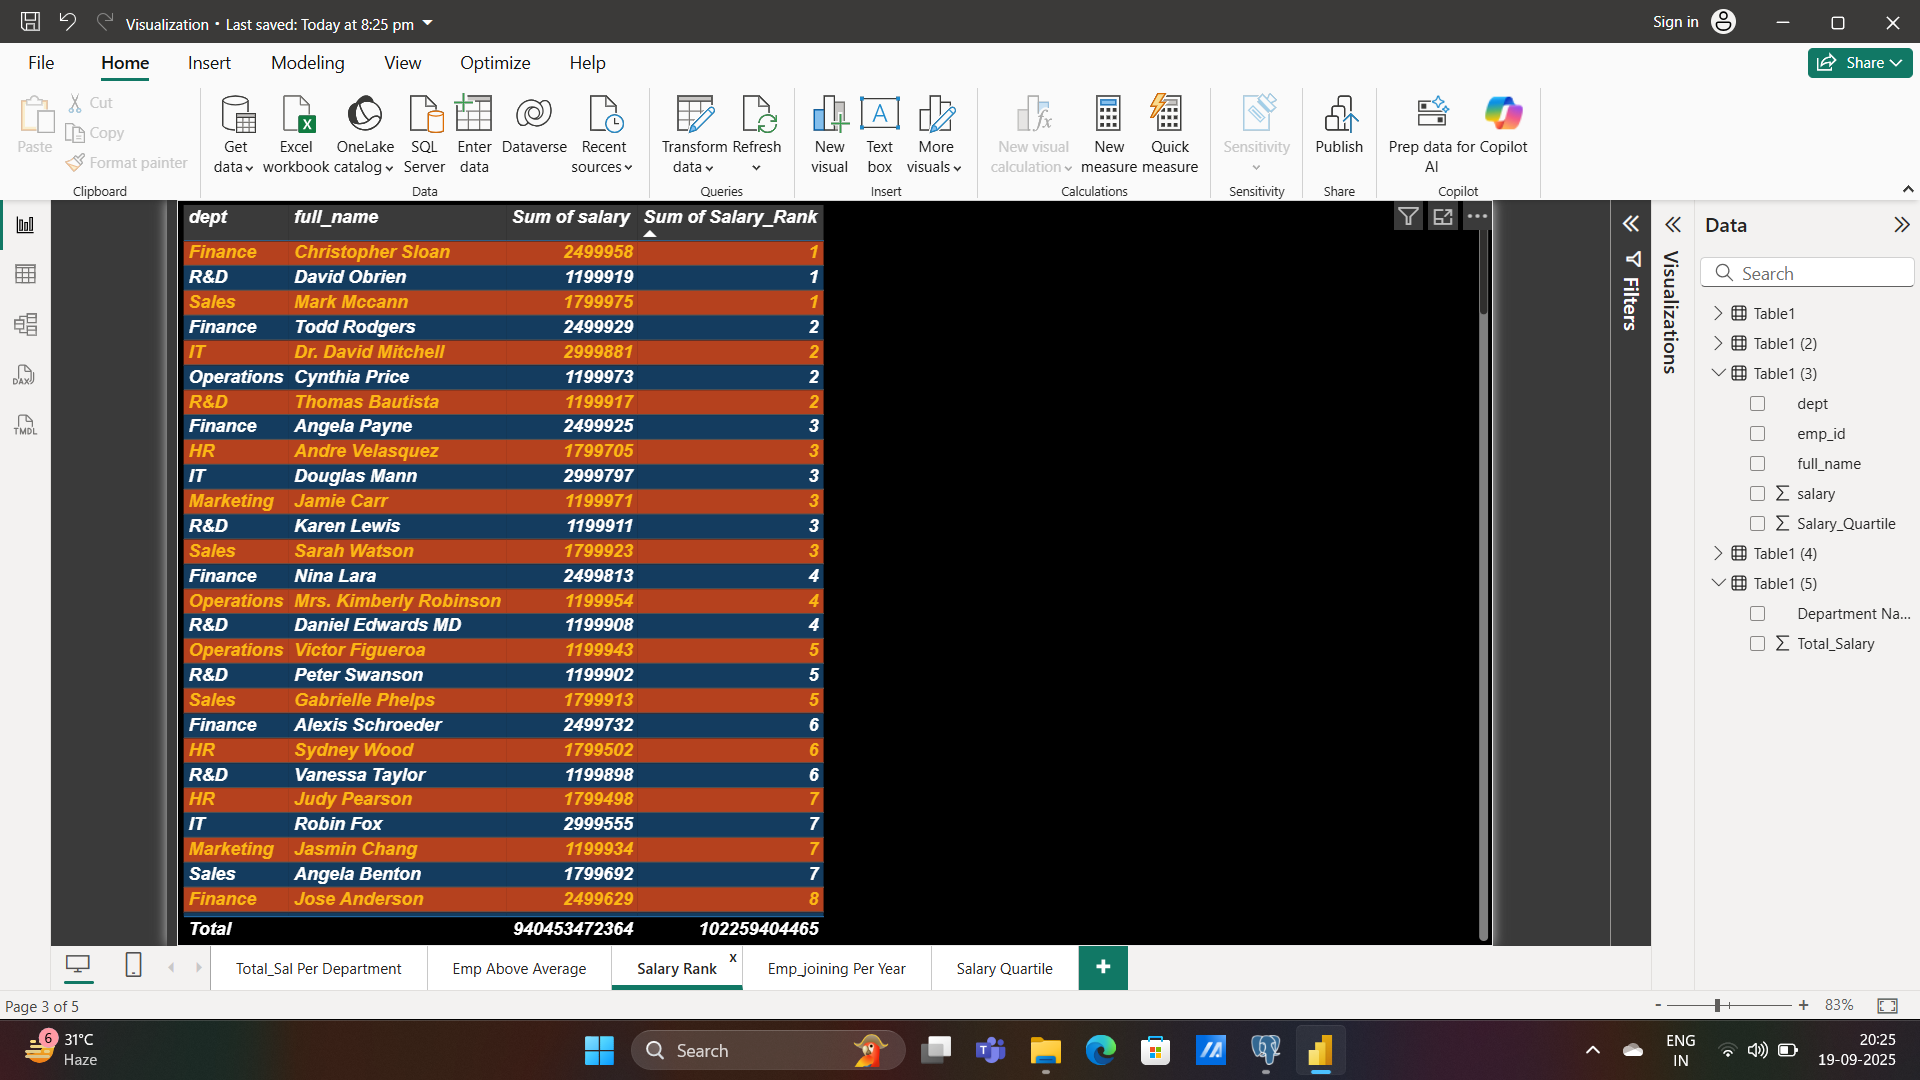 Visualization • Last saved: Today at 8:25 pm
Sign in
File Home Insert Modeling View Optimize Help
Share
Paste
Cut
Copy
Format painter
Clipboard
Get data
Excel workbook
OneLake catalog
SQL Server
Enter data
Dataverse
Recent sources
Data
Transform data
Refresh
Queries
New visual
Text box
More visuals
Insert
New visual calculation
New measure
Quick measure
Calculations
Sensitivity
Sensitivity
Publish
Share
Prep data for AI
Copilot
Copilot
dept full_name Sum of salary Sum of Salary_Rank
Finance Christopher Sloan 2499958 1
R&D David Obrien 1199919 1
Sales Mark Mccann 1799975 1
Finance Todd Rodgers 2499929 2
IT Dr. David Mitchell 2999881 2
Operations Cynthia Price 1199973 2
R&D Thomas Bautista 1199917 2
Finance Angela Payne 2499925 3
HR Andre Velasquez 1799705 3
IT Douglas Mann 2999797 3
Marketing Jamie Carr 1199971 3
R&D Karen Lewis 1199911 3
Sales Sarah Watson 1799923 3
Finance Nina Lara 2499813 4
Operations Mrs. Kimberly Robinson 1199954 4
R&D Daniel Edwards MD 1199908 4
Operations Victor Figueroa 1199943 5
R&D Peter Swanson 1199902 5
Sales Gabrielle Phelps 1799913 5
Finance Alexis Schroeder 2499732 6
HR Sydney Wood 1799502 6
R&D Vanessa Taylor 1199898 6
HR Judy Pearson 1799498 7
IT Robin Fox 2999555 7
Marketing Jasmin Chang 1199934 7
Sales Angela Benton 1799692 7
Finance Jose Anderson 2499629 8
Total 940453472364 102259404465
Filters
Visualizations
Data
Search
Table1
Table1 (2)
Table1 (3)
dept
emp_id
full_name
salary
Salary_Quartile
Table1 (4)
Table1 (5)
Department Na...
Total_Salary
DAX
TMDL
Total_Sal Per Department Emp Above Average Salary Rank x Emp_joining Per Year Salary Quartile +
Page 3 of 5
- + 83%
6
31°C
Haze
Search
ENG
IN
20:25
19-09-2025